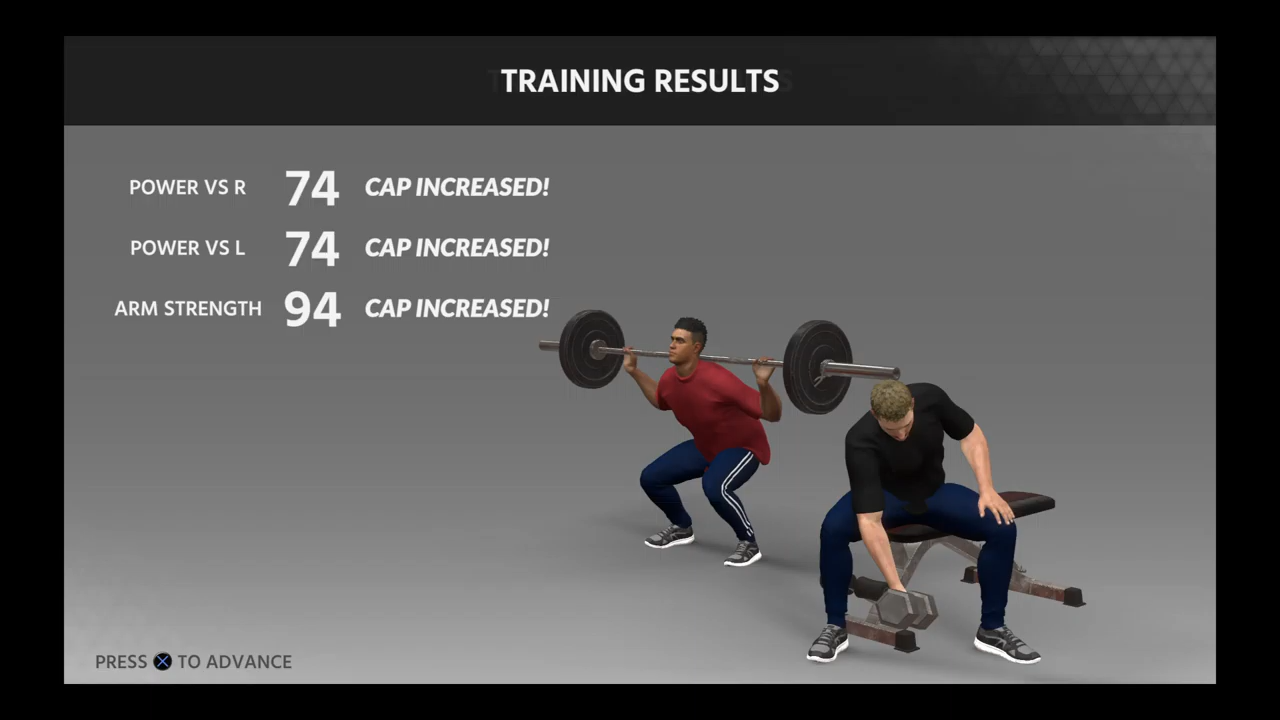 TRAINING RESULTS
POWER VS R 74 CAP INCREASED!
POWER VS L 74 CAP INCREASED!
ARM STRENGTH 94 CAP INCREASED!
PRESS X TO ADVANCE